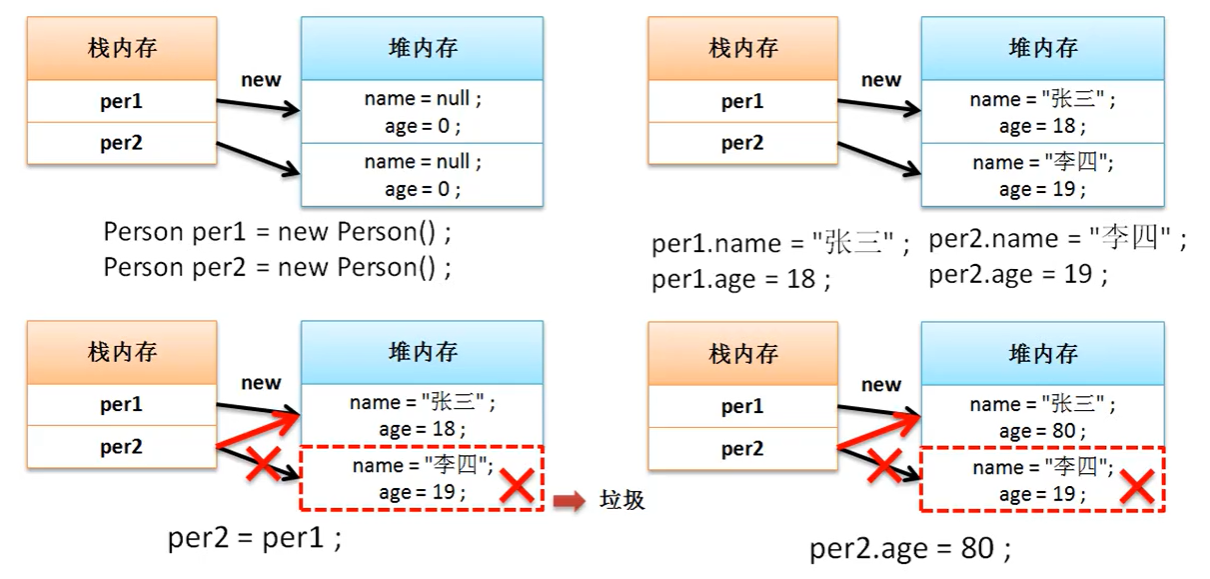 栈内存
堆内存
new
per1
per2
name = null ;
age = 0 ;
name = null ;
age = 0 ;
Person per1 = new Person() ;
Person per2 = new Person() ;
栈内存
堆内存
new
per1
per2
name = "张三" ;
age = 18 ;
name = "李四";
age = 19 ;
per1.name = "张三" ;
per1.age = 18 ;
per2.name = "李四" ;
per2.age = 19 ;
栈内存
堆内存
new
per1
per2
name = "张三" ;
age = 18 ;
name = "李四";
age = 19 ;
垃圾
per2 = per1 ;
栈内存
堆内存
new
per1
per2
name = "张三" ;
age = 80 ;
name = "李四";
age = 19 ;
per2.age = 80 ;